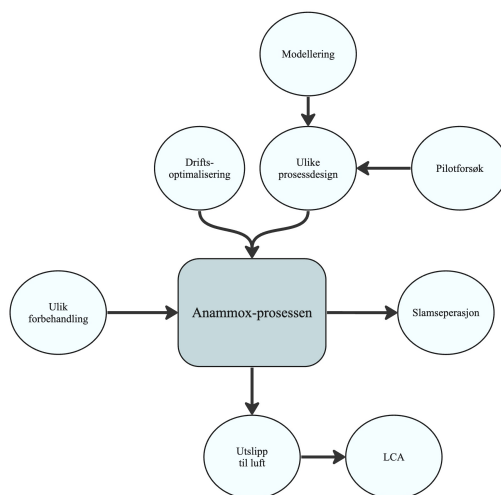 Modellering
Drifts-
optimalisering
Ulike
prosessdesign
Pilotforsøk
Ulik
forbehandling
Anammox-prosessen
Slamseperasjon
Utslipp
til luft
LCA